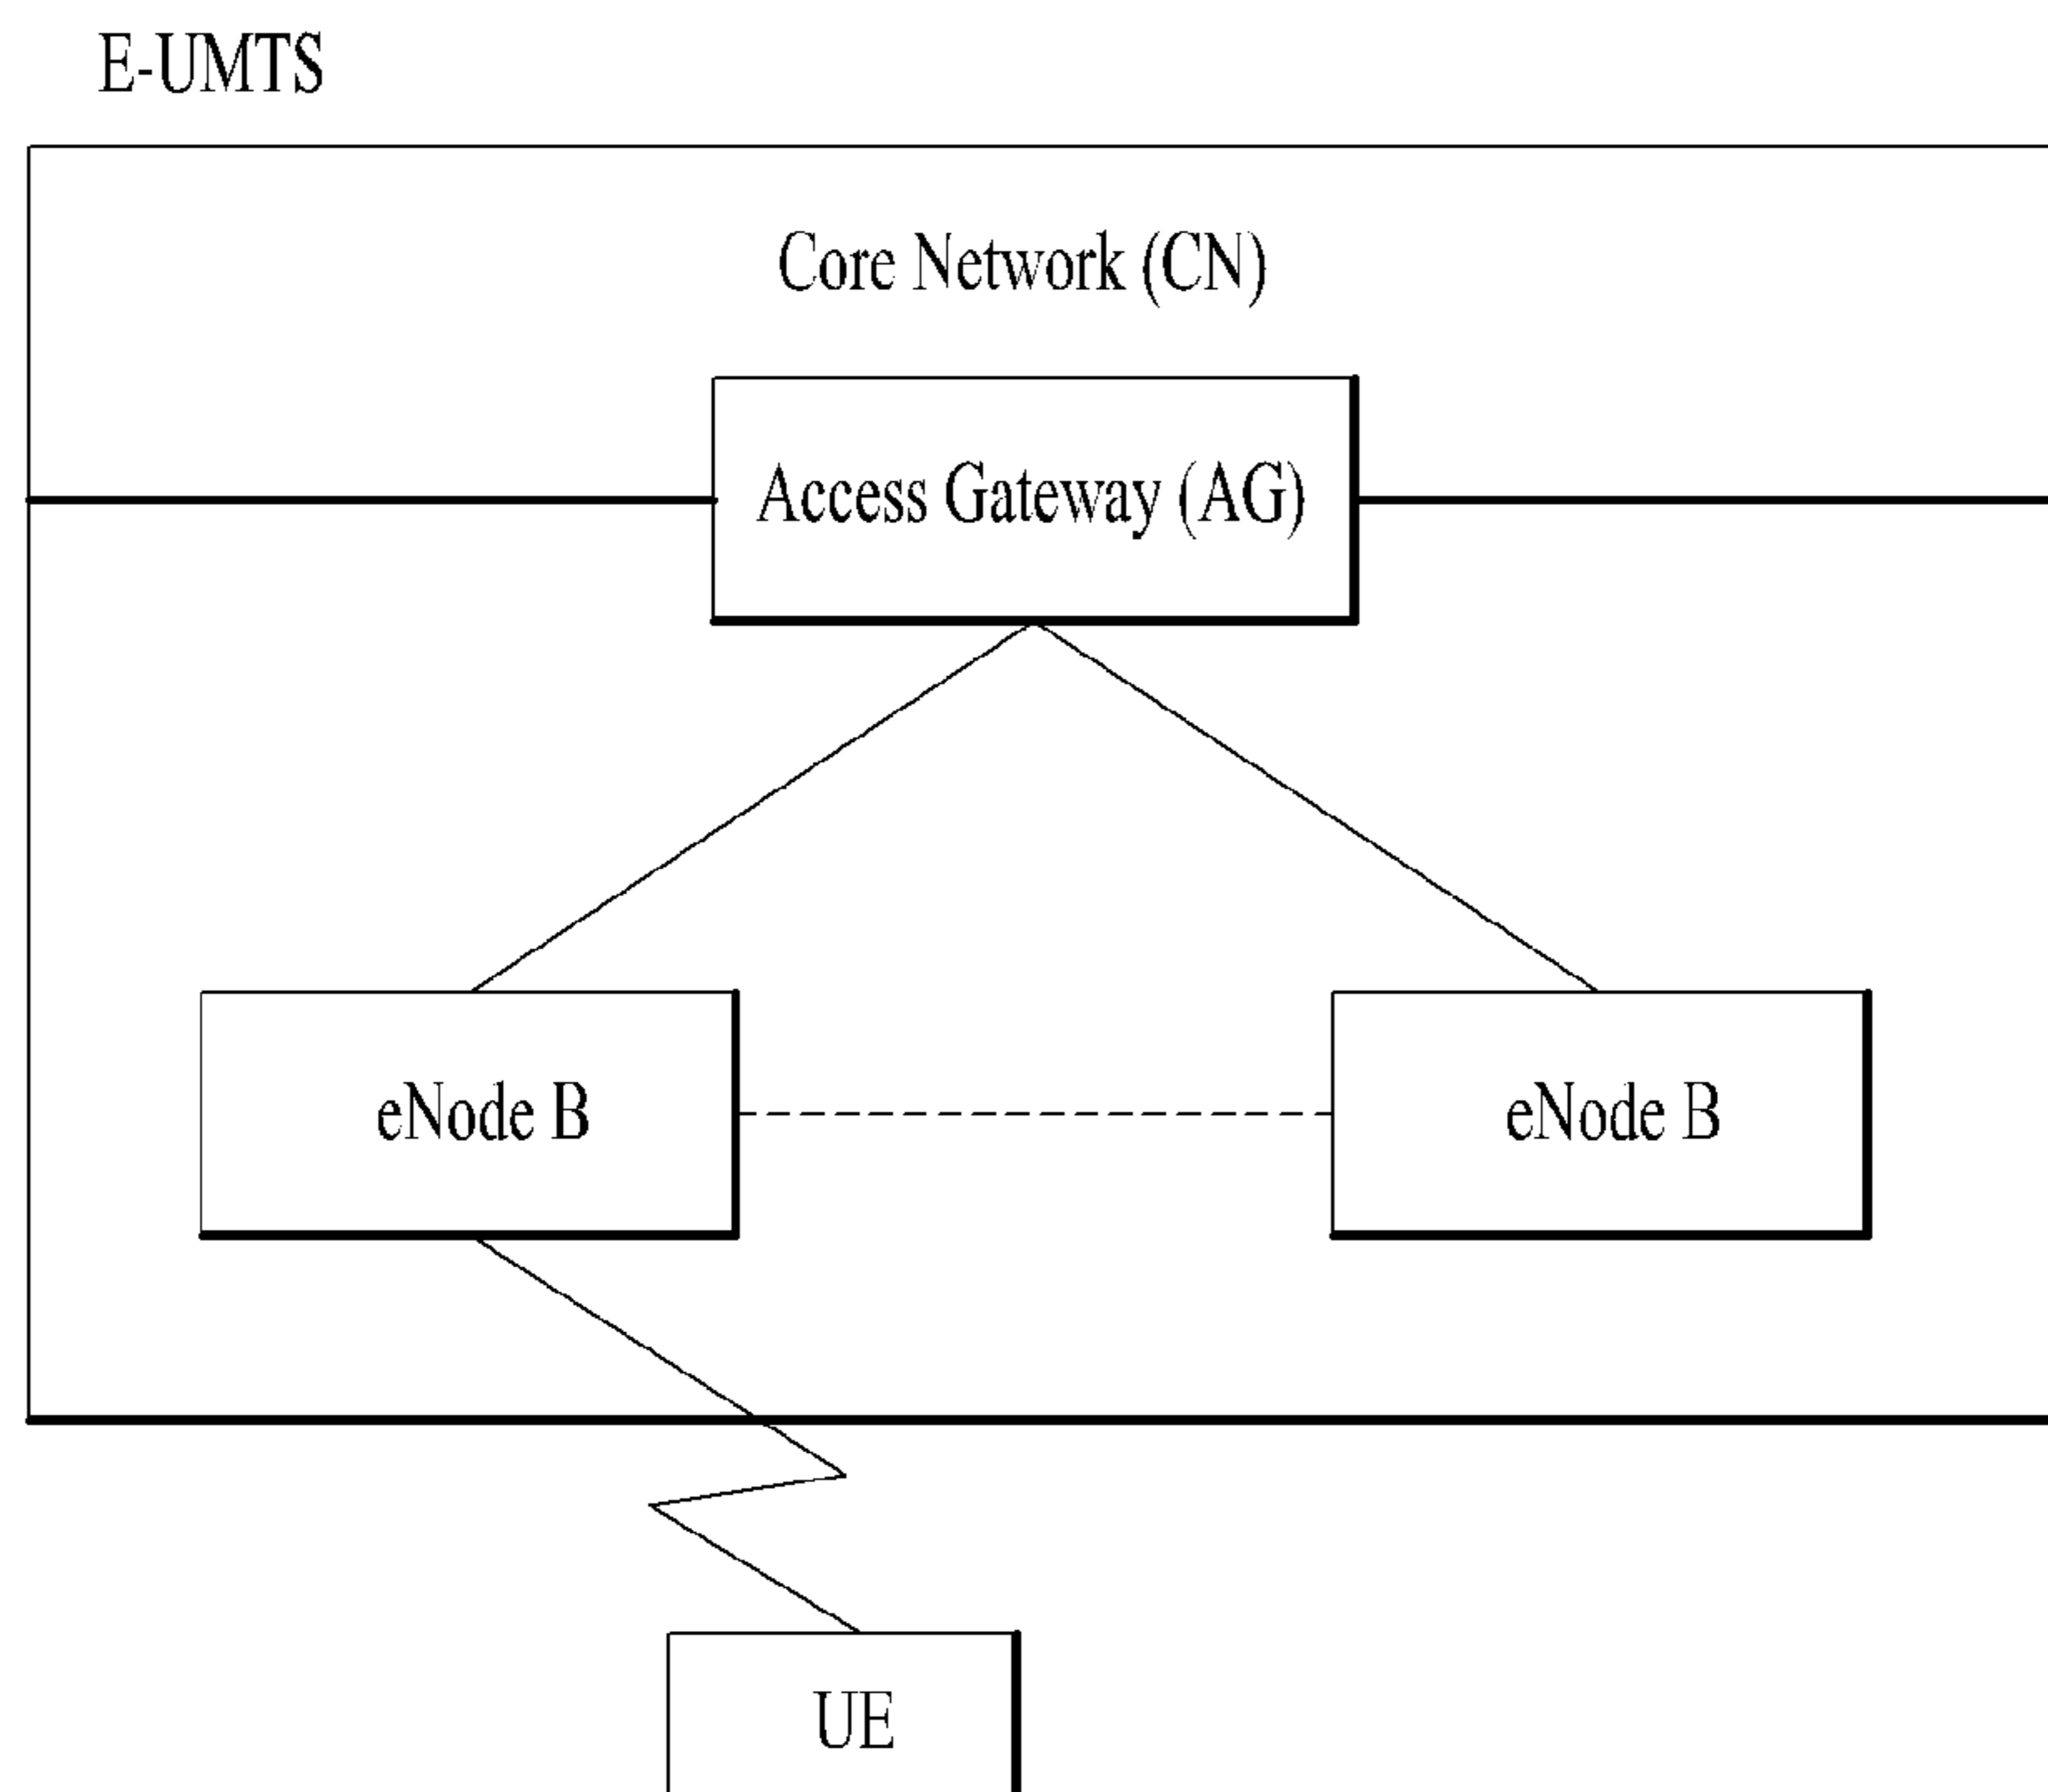 E-UMTS
Core Network (CN)
Access Gateway (AG)
eNode B
eNode B
UE